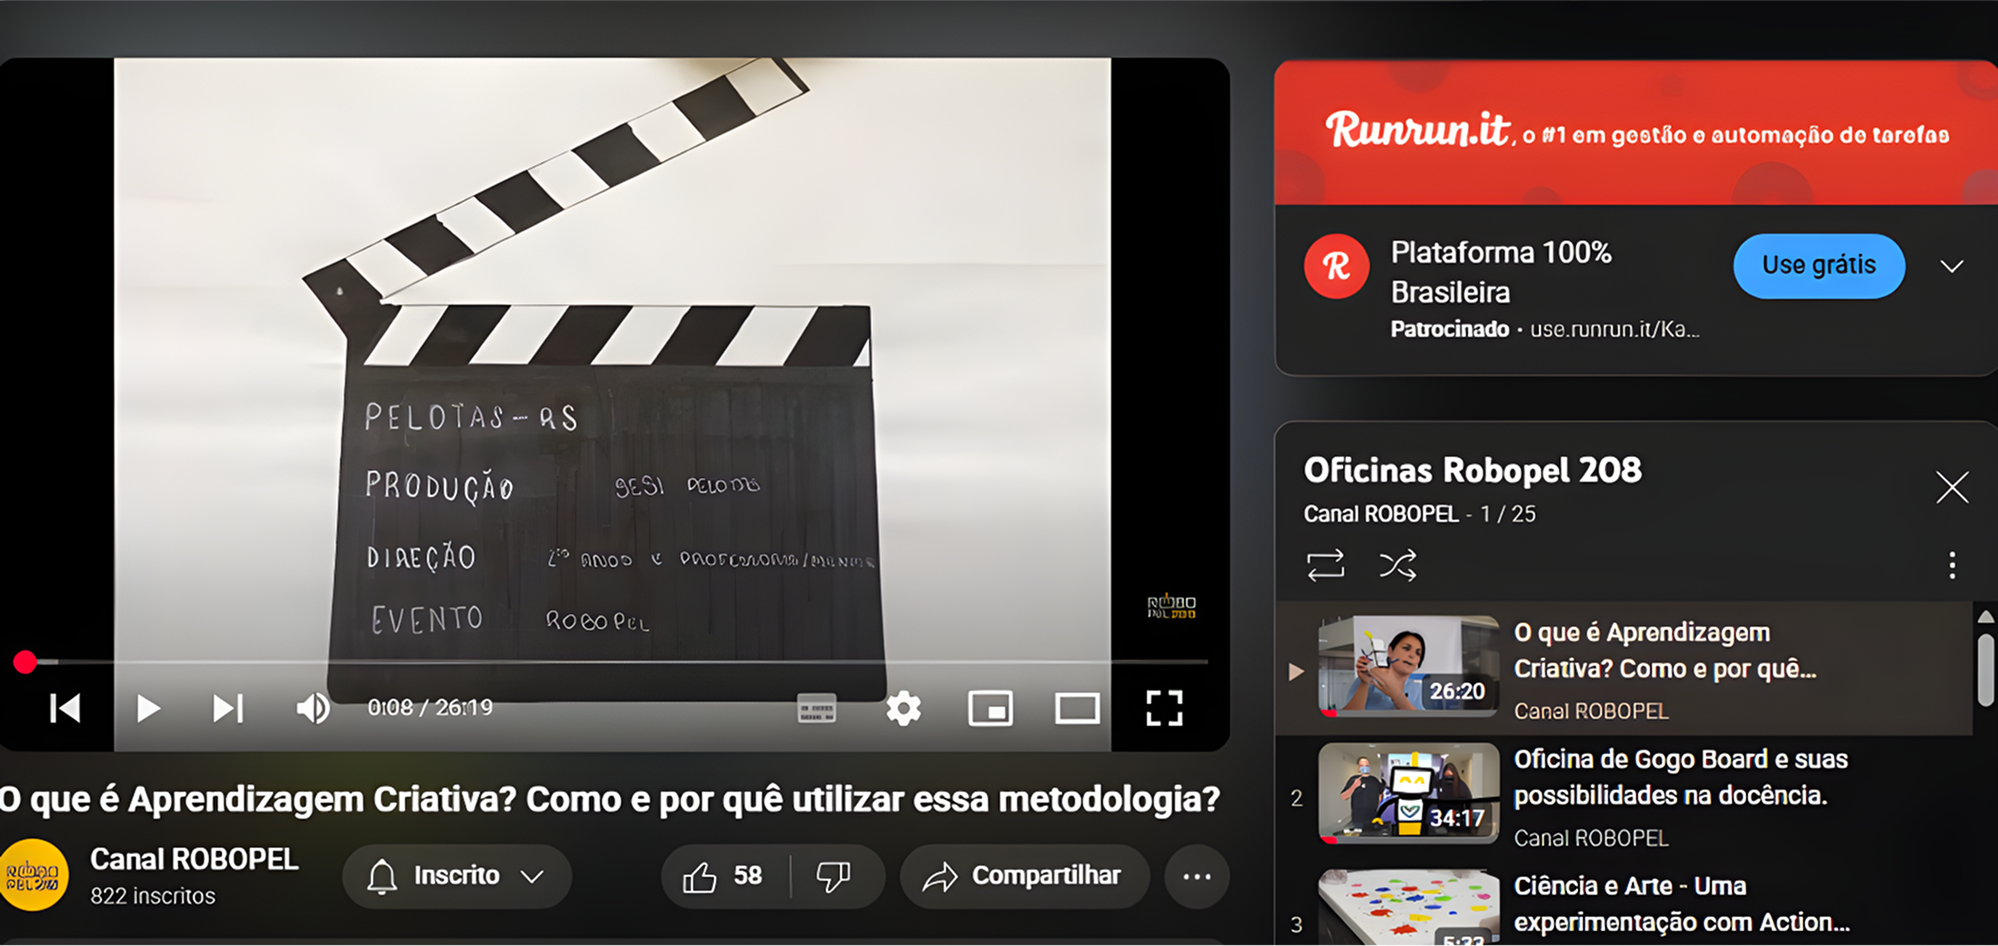 PELOTAS-RS
PRODUÇÃO SESI PELOTAS
DIREÇÃO 2ºs ANOS E
EVENTO ROBOPEL
ROBO
PEL
0:08 / 26:19
O que é Aprendizagem Criativa? Como e por quê utilizar essa metodologia?
Canal ROBOPEL
822 inscritos
Inscrito
58
Compartilhar
Runrun.it, o #1 em gestão e automação de tarefas
R
Plataforma 100%
Brasileira
Patrocinado · use.runrun.it/Ka...
Use grátis
Oficinas Robopel 208
Canal ROBOPEL - 1 / 25
26:20
O que é Aprendizagem
Criativa? Como e por quê...
Canal ROBOPEL
2
34:17
Oficina de Gogo Board e suas
possibilidades na docência.
Canal ROBOPEL
3
Ciência e Arte - Uma
experimentação com Action...